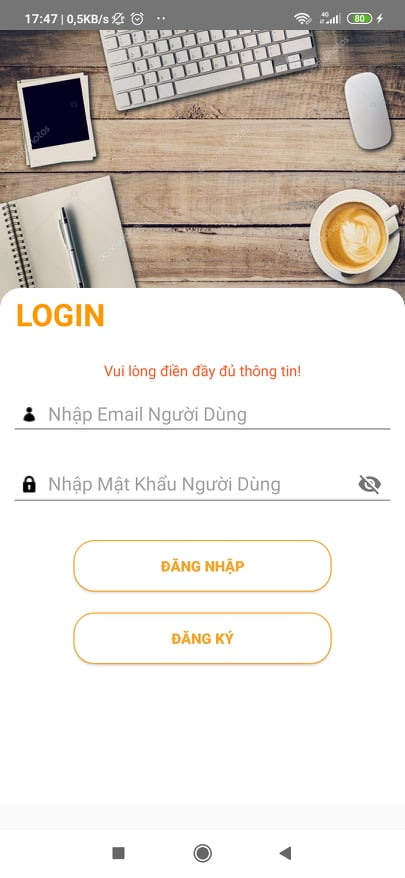 17:47 | 0,5KB/s
4G
80
LOGIN
Vui lòng điền đầy đủ thông tin!
Nhập Email Người Dùng
Nhập Mật Khẩu Người Dùng
ĐĂNG NHẬP
ĐĂNG KÝ